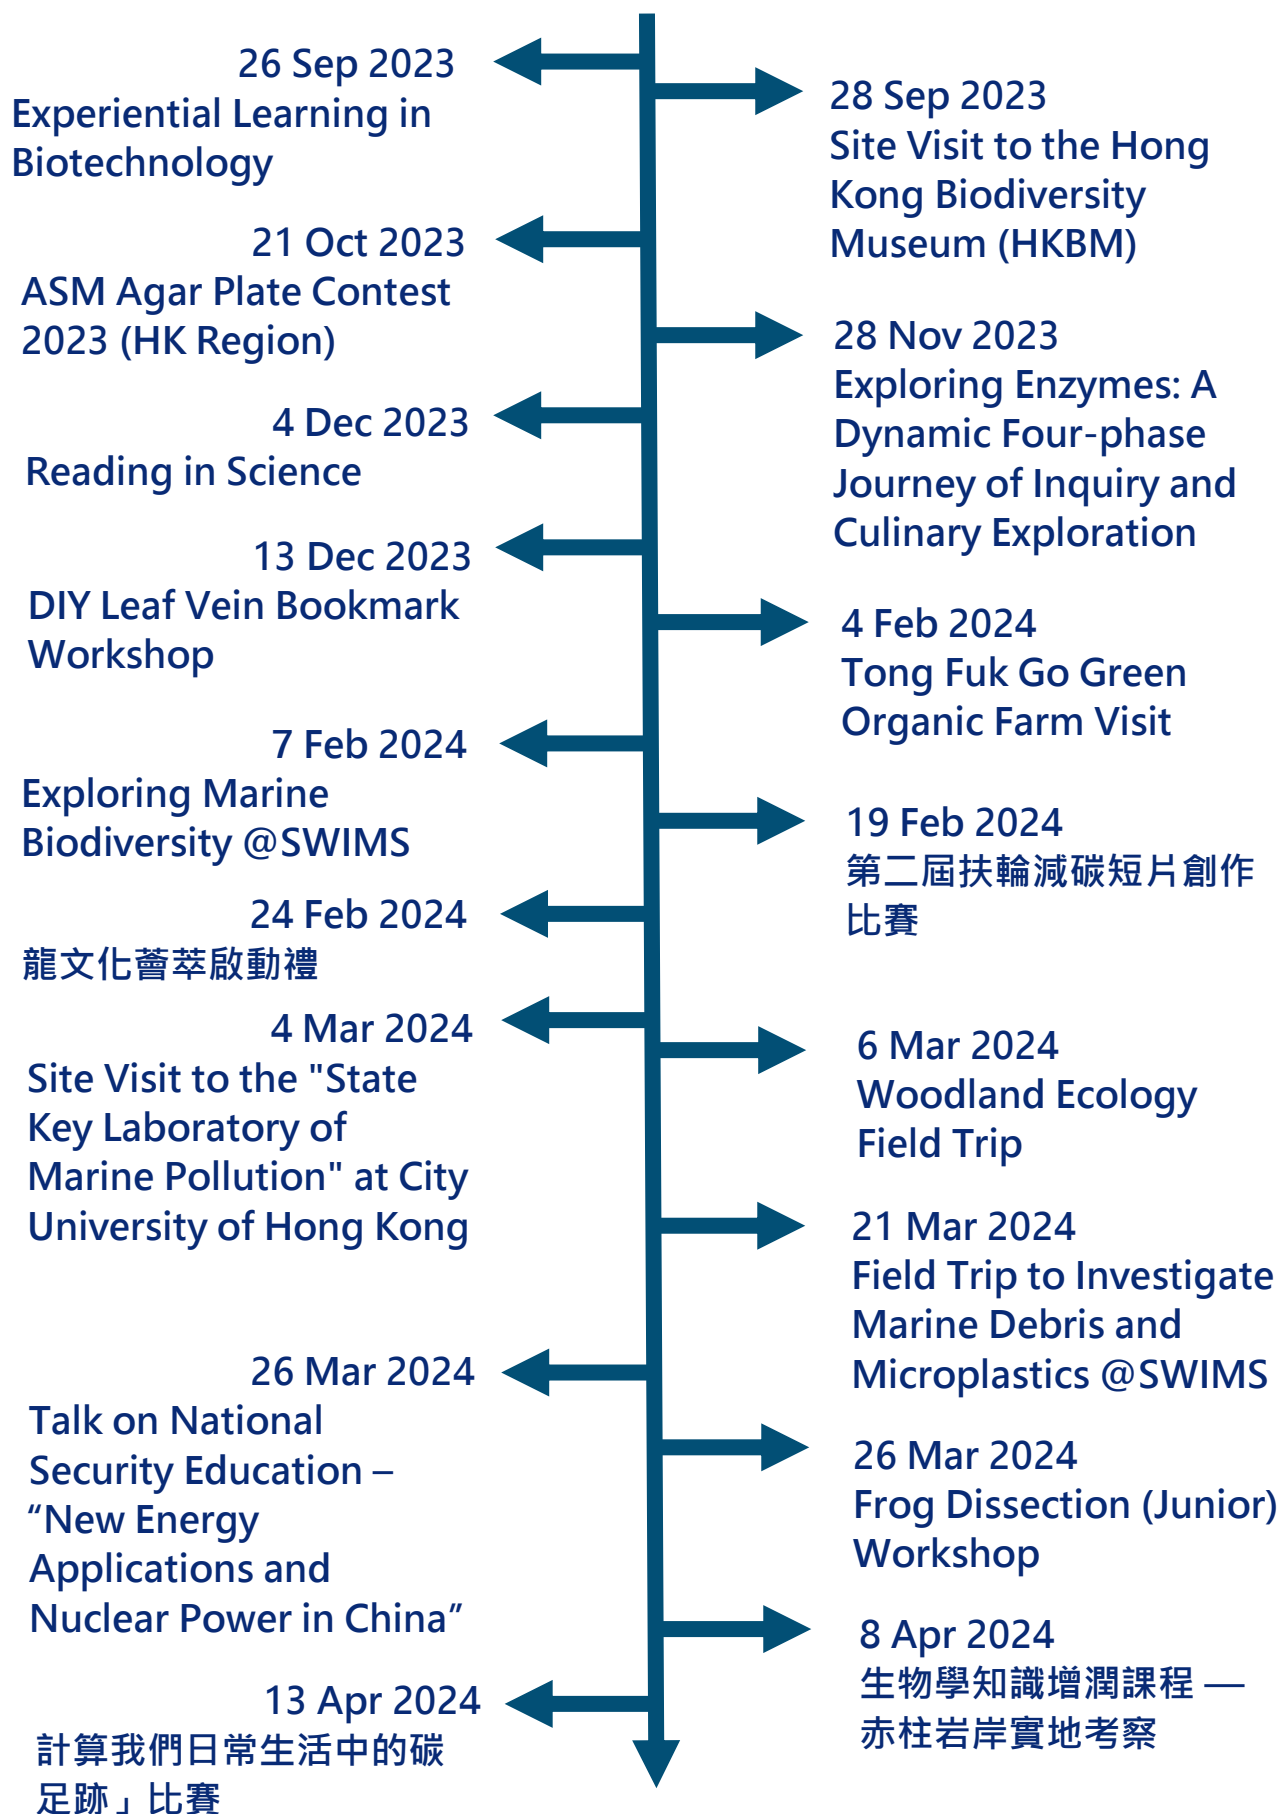 26 Sep 2023
Experiential Learning in
Biotechnology
28 Sep 2023
Site Visit to the Hong
Kong Biodiversity
Museum (HKBM)
21 Oct 2023
ASM Agar Plate Contest
2023 (HK Region)
28 Nov 2023
Exploring Enzymes: A
Dynamic Four-phase
Journey of Inquiry and
Culinary Exploration
4 Dec 2023
Reading in Science
13 Dec 2023
DIY Leaf Vein Bookmark
Workshop
4 Feb 2024
Tong Fuk Go Green
Organic Farm Visit
7 Feb 2024
Exploring Marine
Biodiversity @SWIMS
19 Feb 2024
第二屆扶輪減碳短片創作
比賽
24 Feb 2024
龍文化薈萃啟動禮
4 Mar 2024
Site Visit to the "State
Key Laboratory of
Marine Pollution" at City
University of Hong Kong
6 Mar 2024
Woodland Ecology
Field Trip
21 Mar 2024
Field Trip to Investigate
Marine Debris and
Microplastics @SWIMS
26 Mar 2024
Talk on National
Security Education –
“New Energy
Applications and
Nuclear Power in China”
26 Mar 2024
Frog Dissection (Junior)
Workshop
8 Apr 2024
生物學知識增潤課程 —
赤柱岩岸實地考察
13 Apr 2024
計算我們日常生活中的碳
足跡」比賽